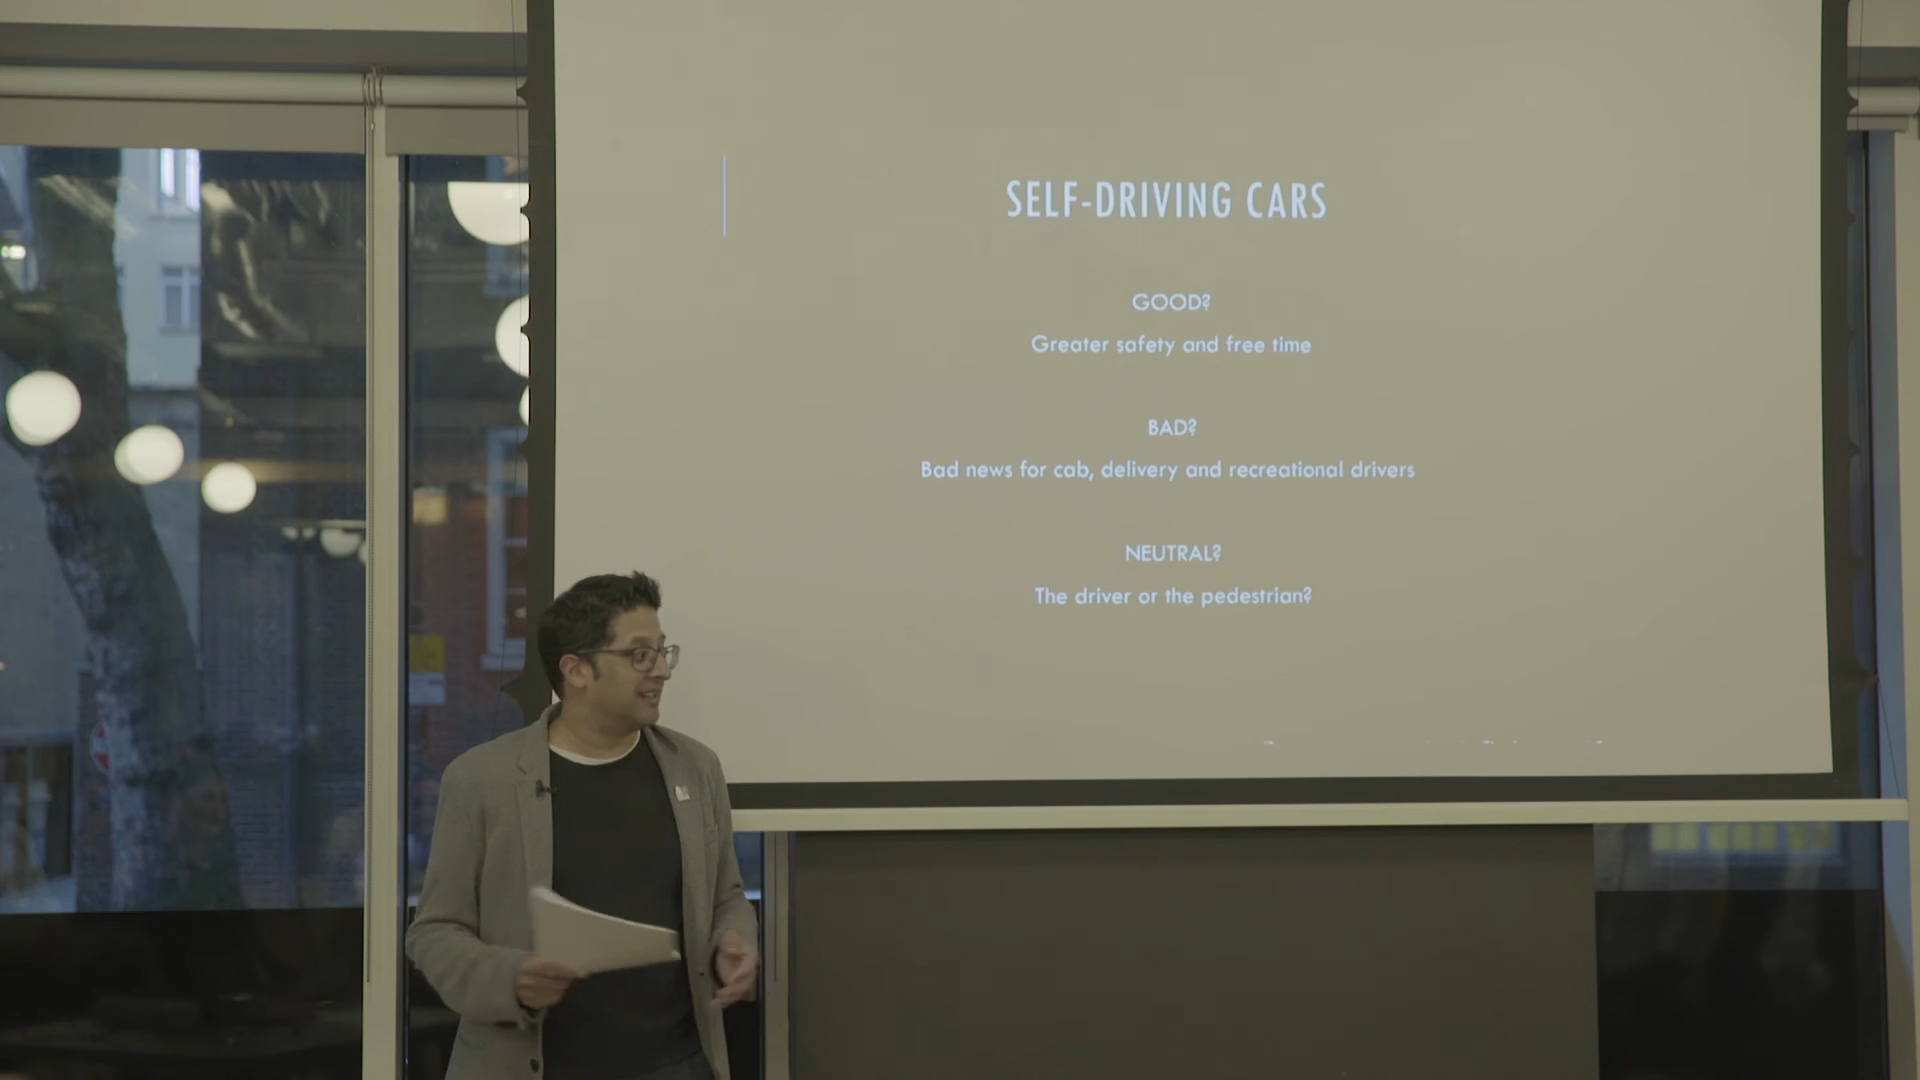 SELF-DRIVING CARS
GOOD?
Greater safety and free time
BAD?
Bad news for cab, delivery and recreational drivers
NEUTRAL?
The driver or the pedestrian?